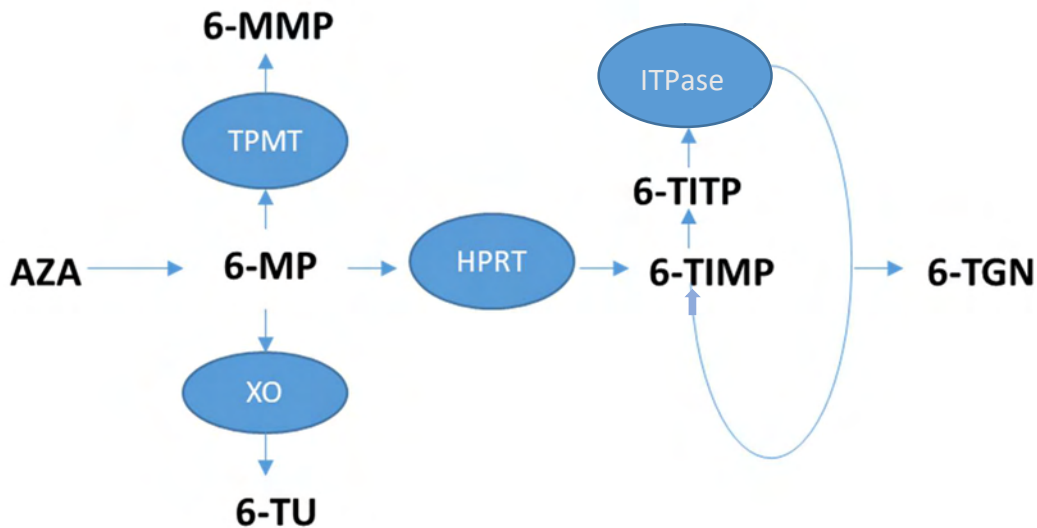 6-MMP
TPMT
ITPase
6-TITP
AZA
6-MP
HPRT
6-TIMP
6-TGN
XO
6-TU